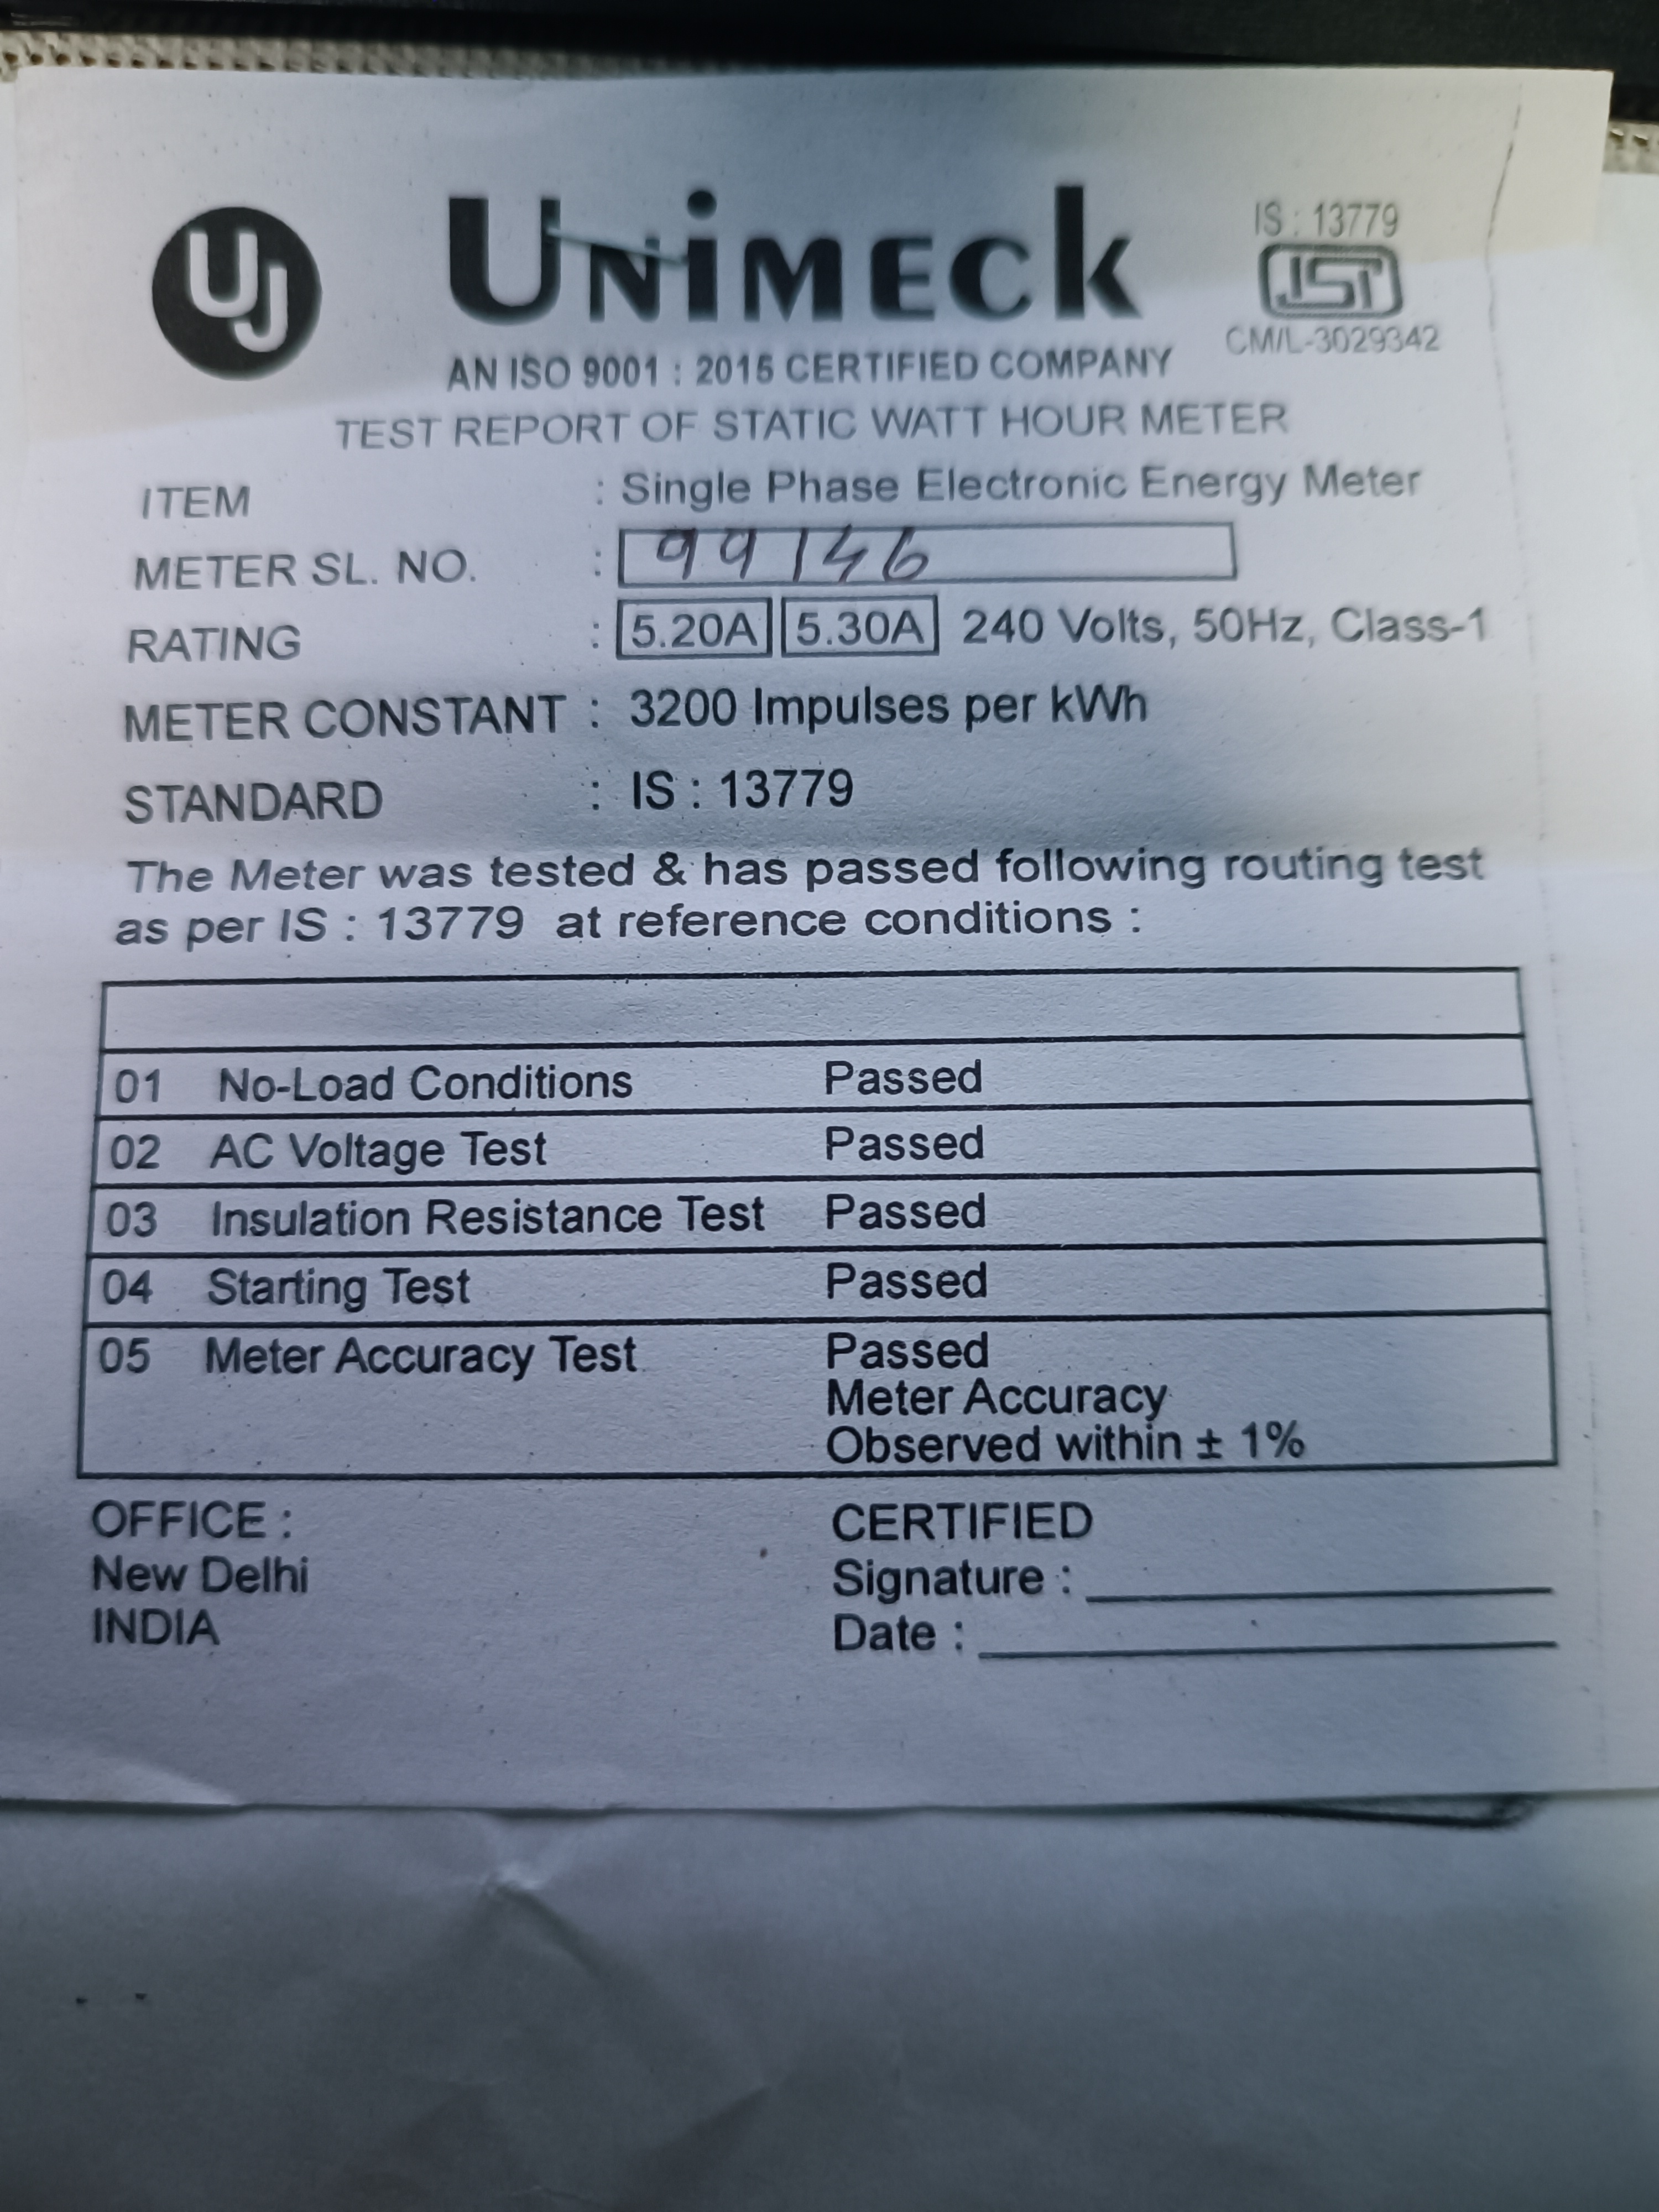 UJ
UNiMECk
IS : 13779
ISI
CM/L-3029342
AN ISO 9001 : 2015 CERTIFIED COMPANY
TEST REPORT OF STATIC WATT HOUR METER
ITEM : Single Phase Electronic Energy Meter
METER SL. NO. : 99146
RATING : 5.20A 5.30A 240 Volts, 50Hz, Class-1
METER CONSTANT : 3200 Impulses per kWh
STANDARD : IS : 13779
The Meter was tested & has passed following routing test
as per IS : 13779 at reference conditions :
01 No-Load Conditions Passed
02 AC Voltage Test Passed
03 Insulation Resistance Test Passed
04 Starting Test Passed
05 Meter Accuracy Test Passed
Meter Accuracy
Observed within ± 1%
OFFICE : CERTIFIED
New Delhi Signature :
INDIA Date :